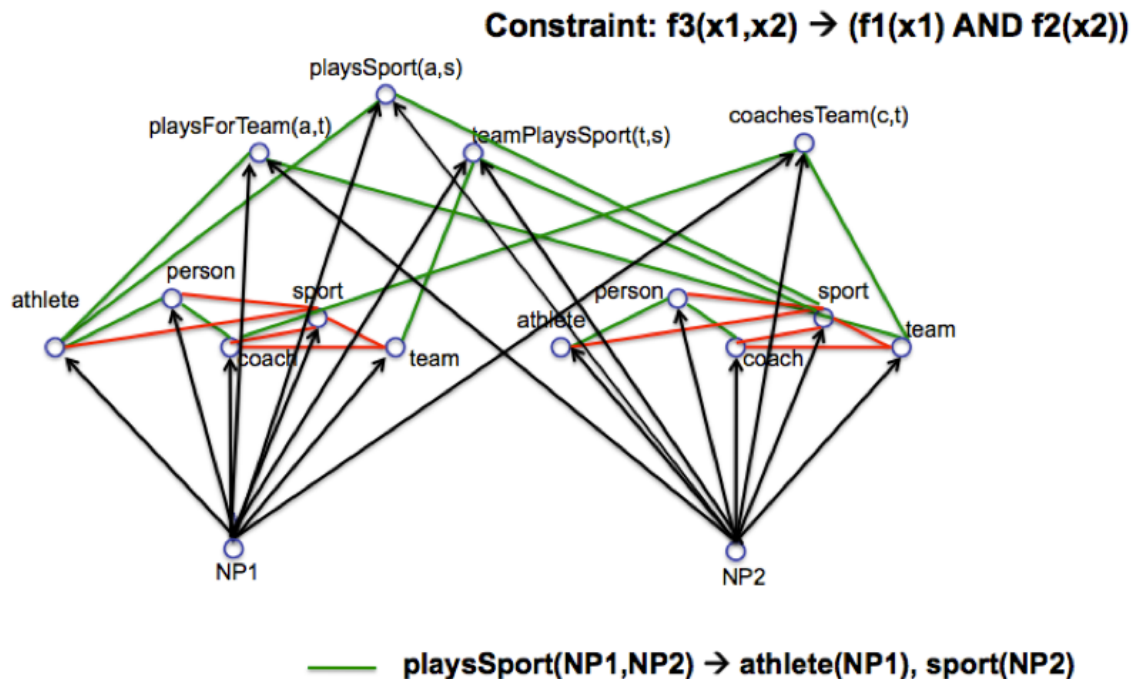 Constraint: f3(x1,x2) → (f1(x1) AND f2(x2))
playsSport(a,s)
playsForTeam(a,t)
teamPlaysSport(t,s)
coachesTeam(c,t)
person
sport
athlete
coach
team
person
sport
athlete
team
coach
NP1
NP2
playsSport(NP1,NP2) → athlete(NP1), sport(NP2)